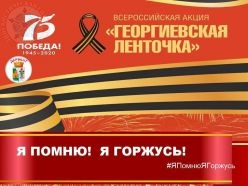 75
ПОБЕДА!
1945–2020
ВСЕРОССИЙСКАЯ АКЦИЯ
«ГЕОРГИЕВСКАЯ
ЛЕНТОЧКА»
Я ПОМНЮ! Я ГОРЖУСЬ!
#ЯПомнюЯГоржусь